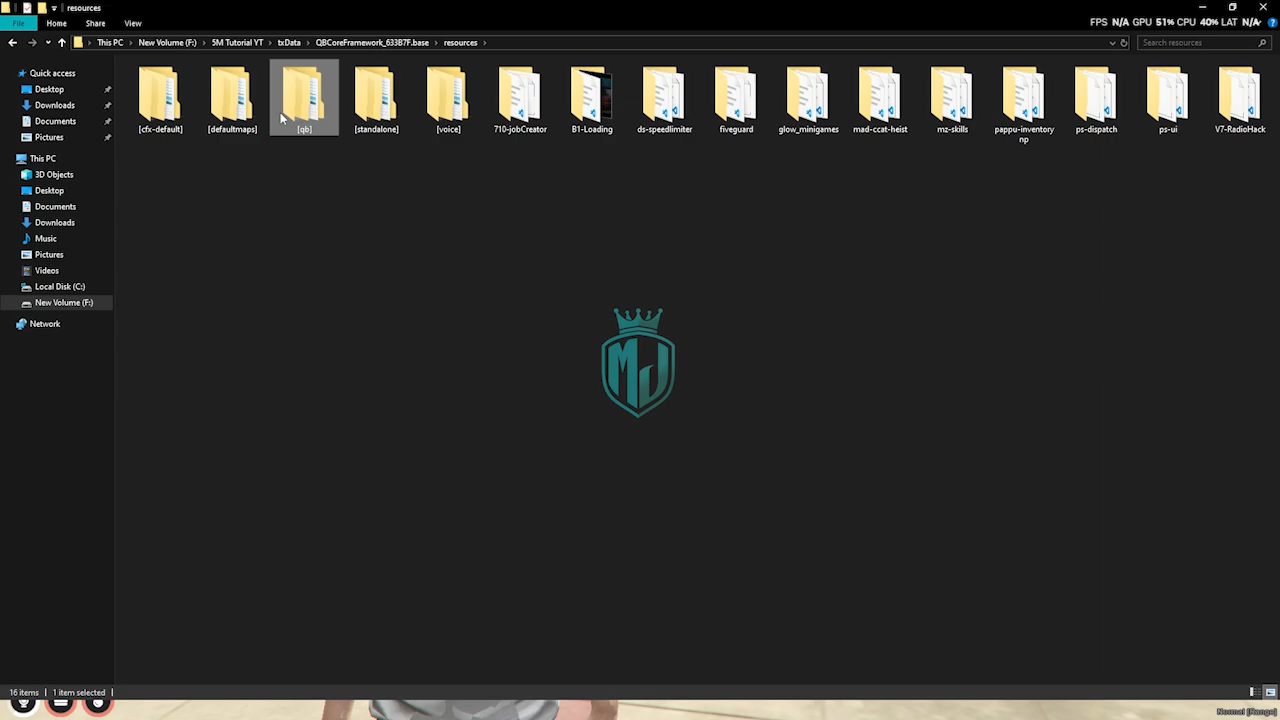 resources
File Home Share View
FPS N/A GPU 51% CPU 40% LAT N/A
This PC New Volume (F:) 5M Tutorial YT txData QBCoreFramework_633B7F.base resources
Search resources
Quick access
Desktop
Downloads
Documents
Pictures
This PC
3D Objects
Desktop
Documents
Downloads
Music
Pictures
Videos
Local Disk (C:)
New Volume (F:)
Network
[cfx-default] [defaultmaps] [qb] [standalone] [voice] 710-jobCreator B1-Loading ds-speedlimiter fiveguard glow_minigames mad-ccat-heist mz-skills pappu-inventory ps-dispatch ps-ui V7-RadioHack
np
MJ
16 items 1 item selected
Normal [Range]